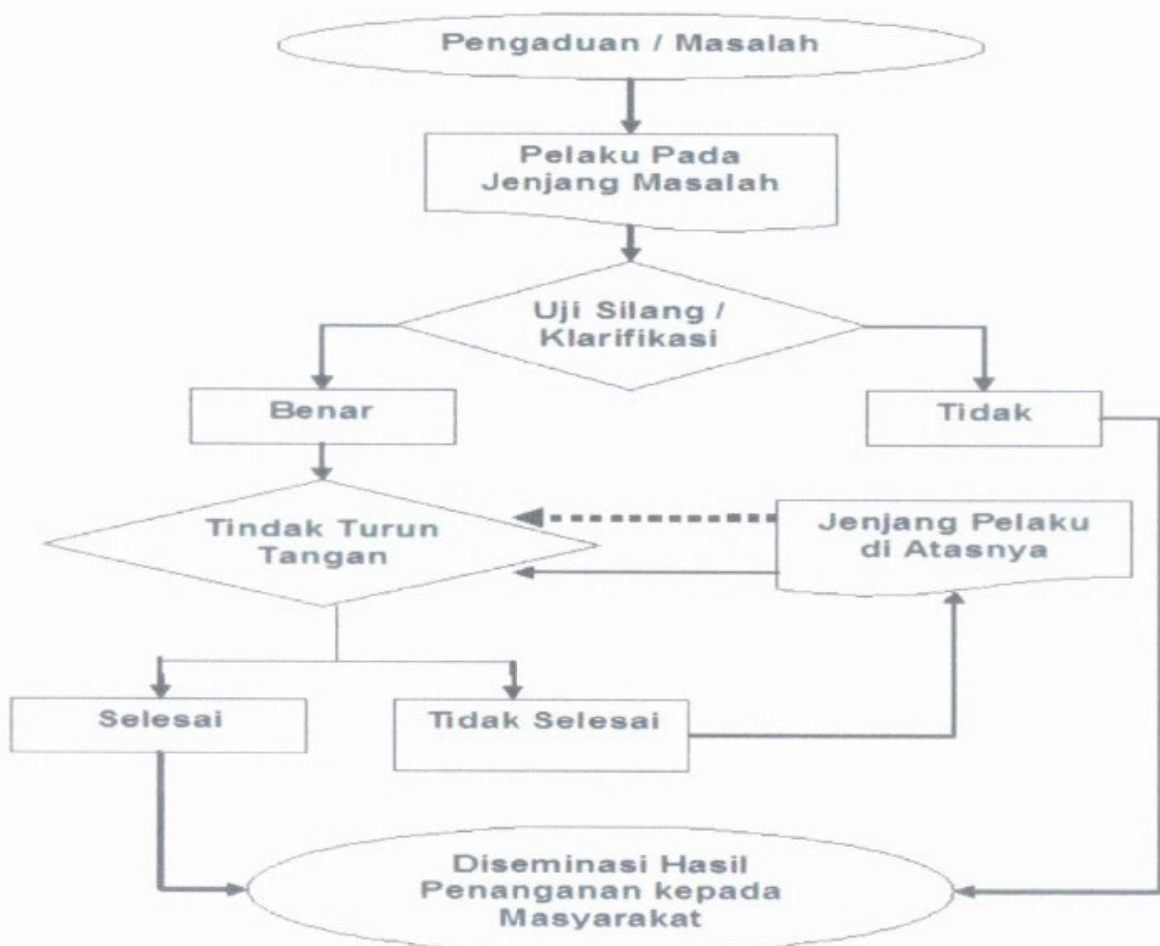 Pengaduan / Masalah
Pelaku Pada
Jenjang Masalah
Uji Silang /
Klarifikasi
Benar
Tidak
Tindak Turun
Tangan
Jenjang Pelaku
di Atasnya
Selesai
Tidak Selesai
Diseminasi Hasil
Penanganan kepada
Masyarakat